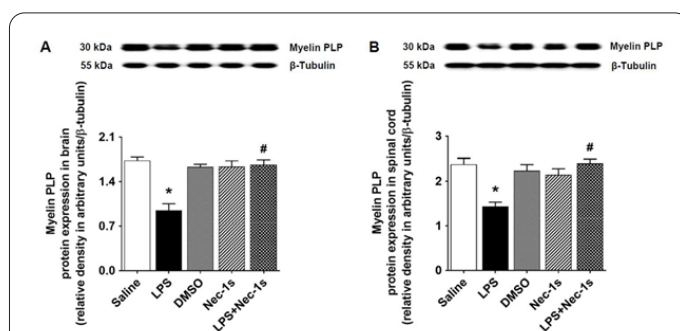 A
30 kDa
Myelin PLP
55 kDa
β-Tubulin
Myelin PLP
protein expression in brain
(relative density in arbitrary units/β-tubulin)
2.1
1.4
0.7
0.0
*
#
Saline
LPS
DMSO
Nec-1s
LPS+Nec-1s
B
30 kDa
Myelin PLP
55 kDa
β-Tubulin
Myelin PLP
protein expression in spinal cord
(relative density in arbitrary units/β-tubulin)
3
2
1
0
*
#
Saline
LPS
DMSO
Nec-1s
LPS+Nec-1s